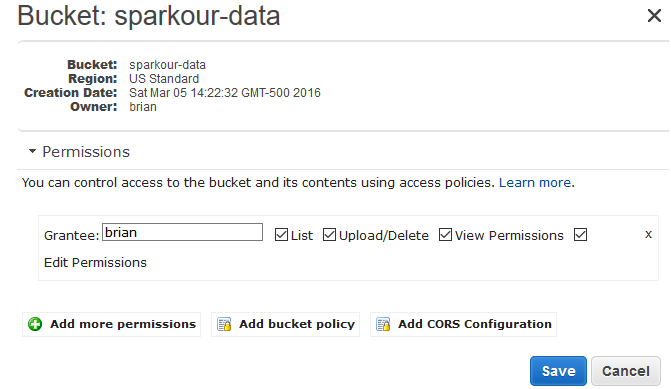 Bucket: sparkour-data
Bucket: sparkour-data
Region: US Standard
Creation Date: Sat Mar 05 14:22:32 GMT-500 2016
Owner: brian
Permissions
You can control access to the bucket and its contents using access policies. Learn more.
Grantee: brian List Upload/Delete View Permissions x
Edit Permissions
Add more permissions Add bucket policy Add CORS Configuration
Save Cancel